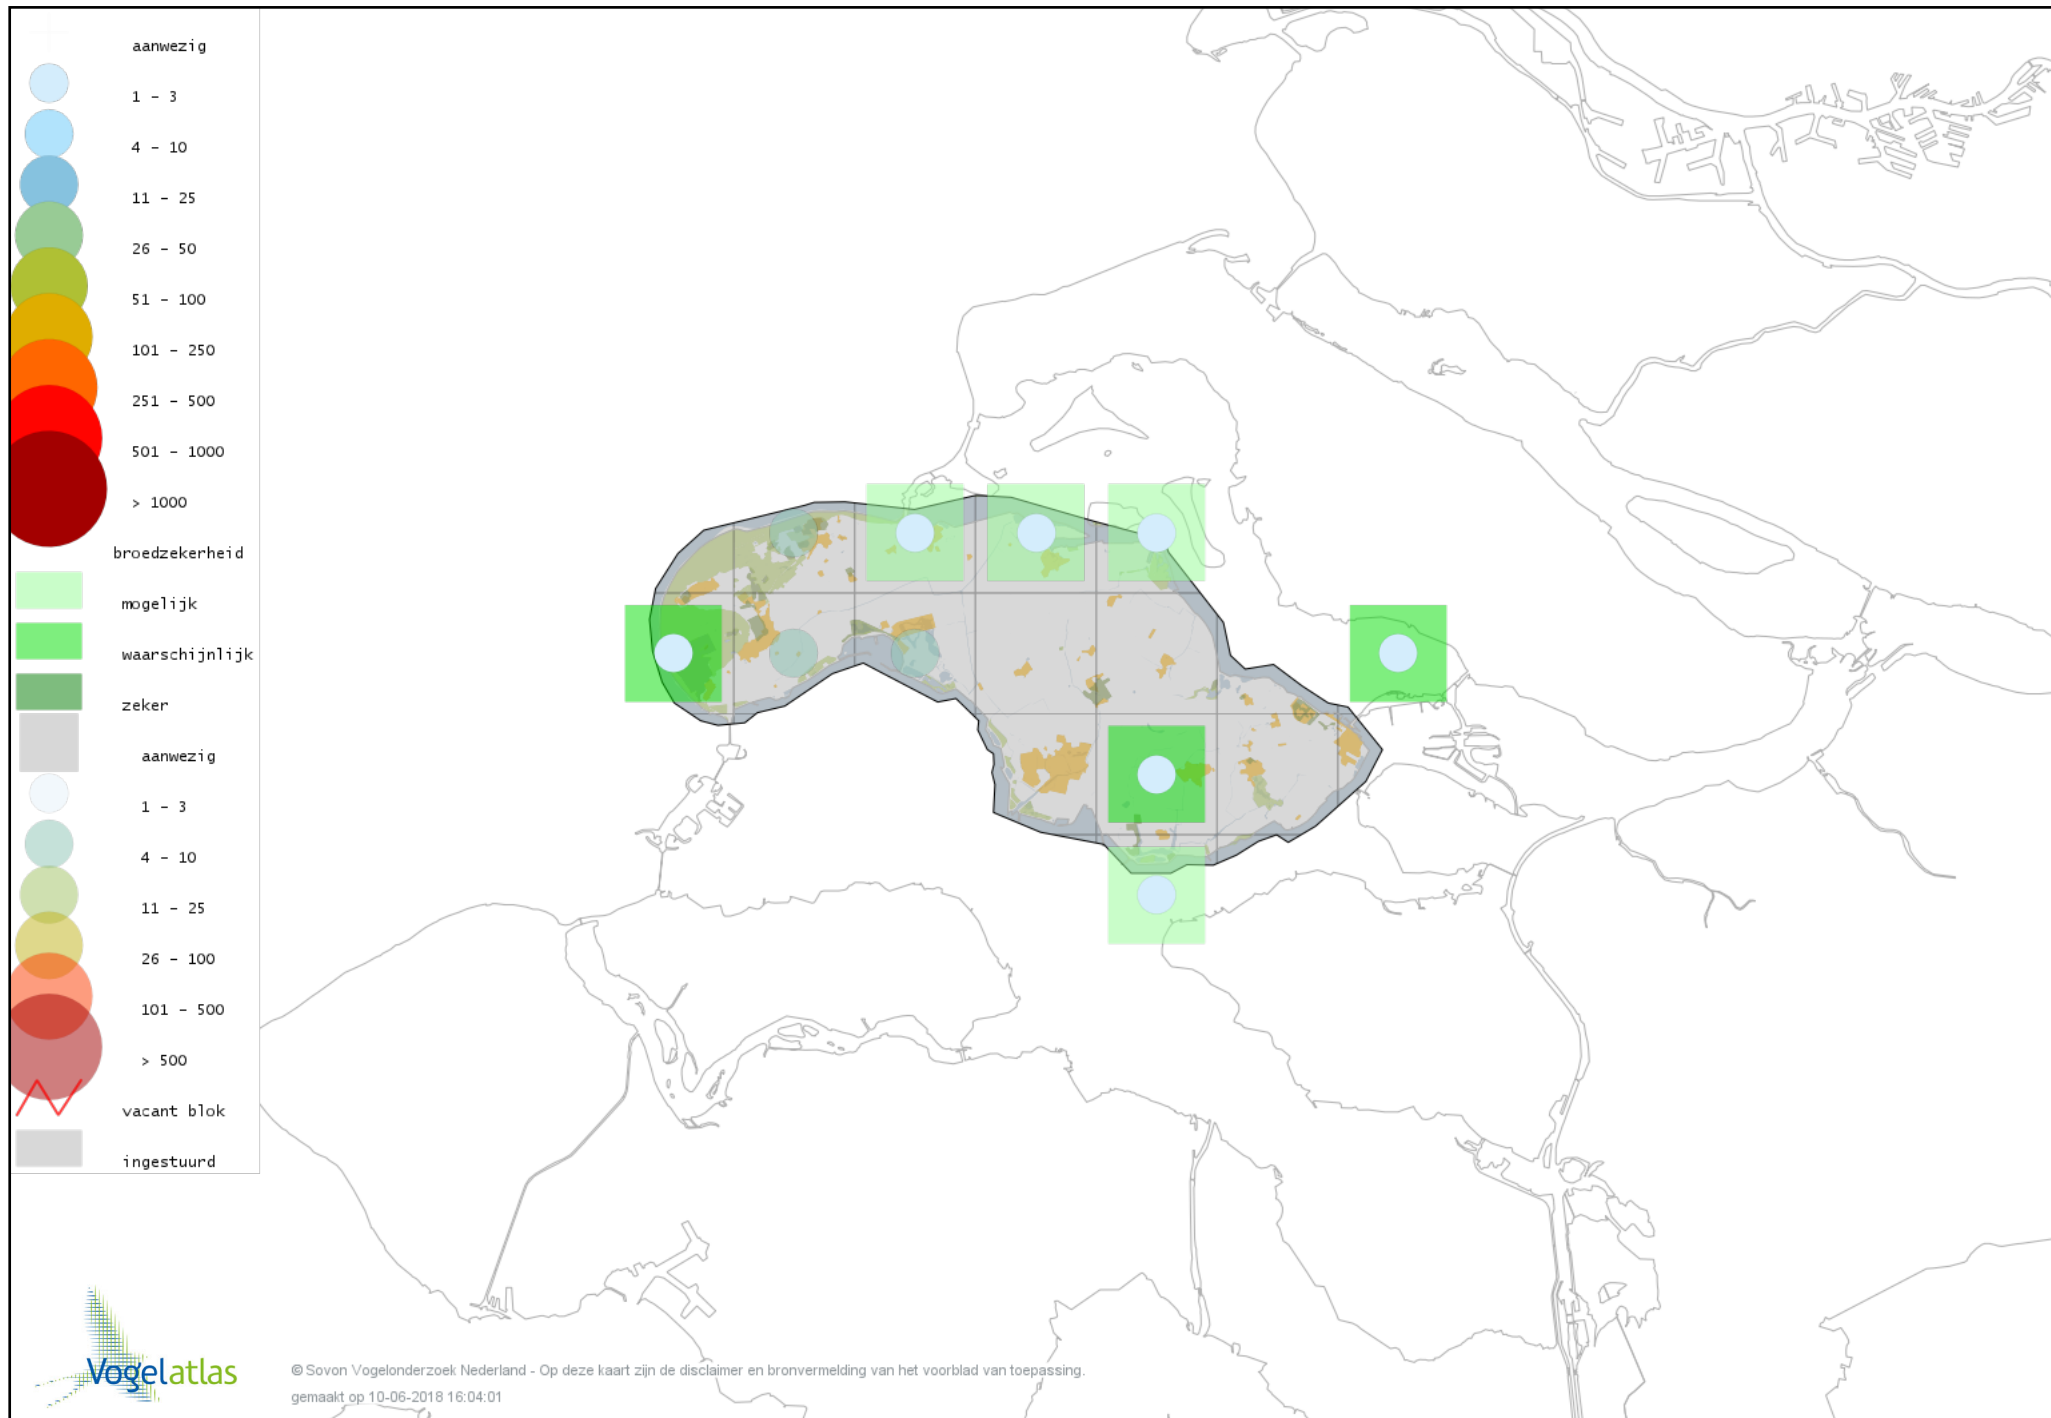 aanwezig
1 - 3
4 - 10
11 - 25
26 - 50
51 - 100
101 - 250
251 - 500
501 - 1000
> 1000
broedzekerheid
mogelijk
waarschijnlijk
zeker
aanwezig
1 - 3
4 - 10
11 - 25
26 - 100
101 - 500
> 500
vacant blok
ingestuurd
Vogelatlas
© Sovon Vogelonderzoek Nederland - Op deze kaart zijn de disclaimer en bronvermelding van het voorblad van toepassing.
gemaakt op 10-06-2018 16:04:01